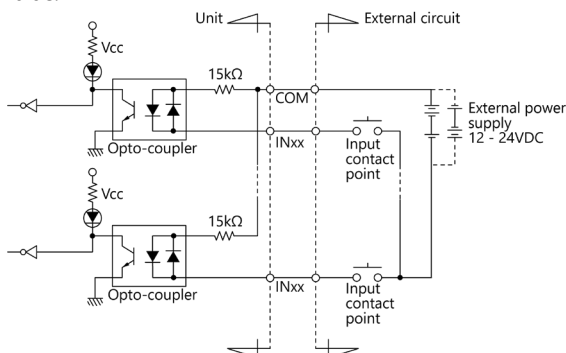 Unit
External circuit
Vcc
15kΩ
COM
External power
supply
12 - 24VDC
Opto-coupler
INxx
Input
contact
point
Vcc
15kΩ
Opto-coupler
INxx
Input
contact
point